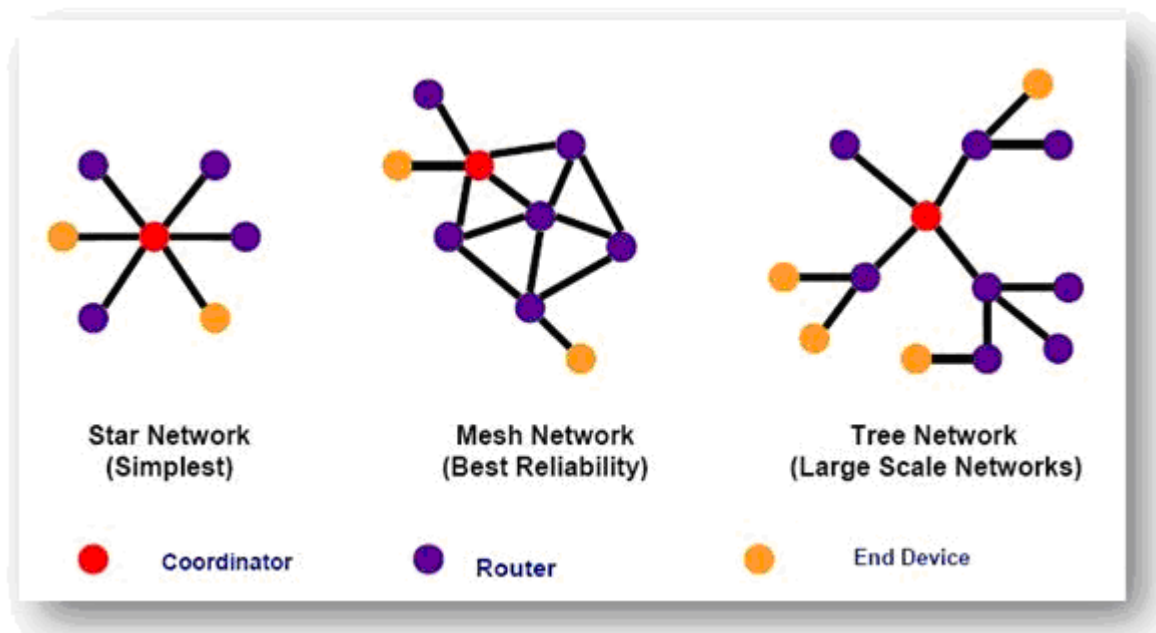 Star Network
(Simplest)
Mesh Network
(Best Reliability)
Tree Network
(Large Scale Networks)
Coordinator
Router
End Device